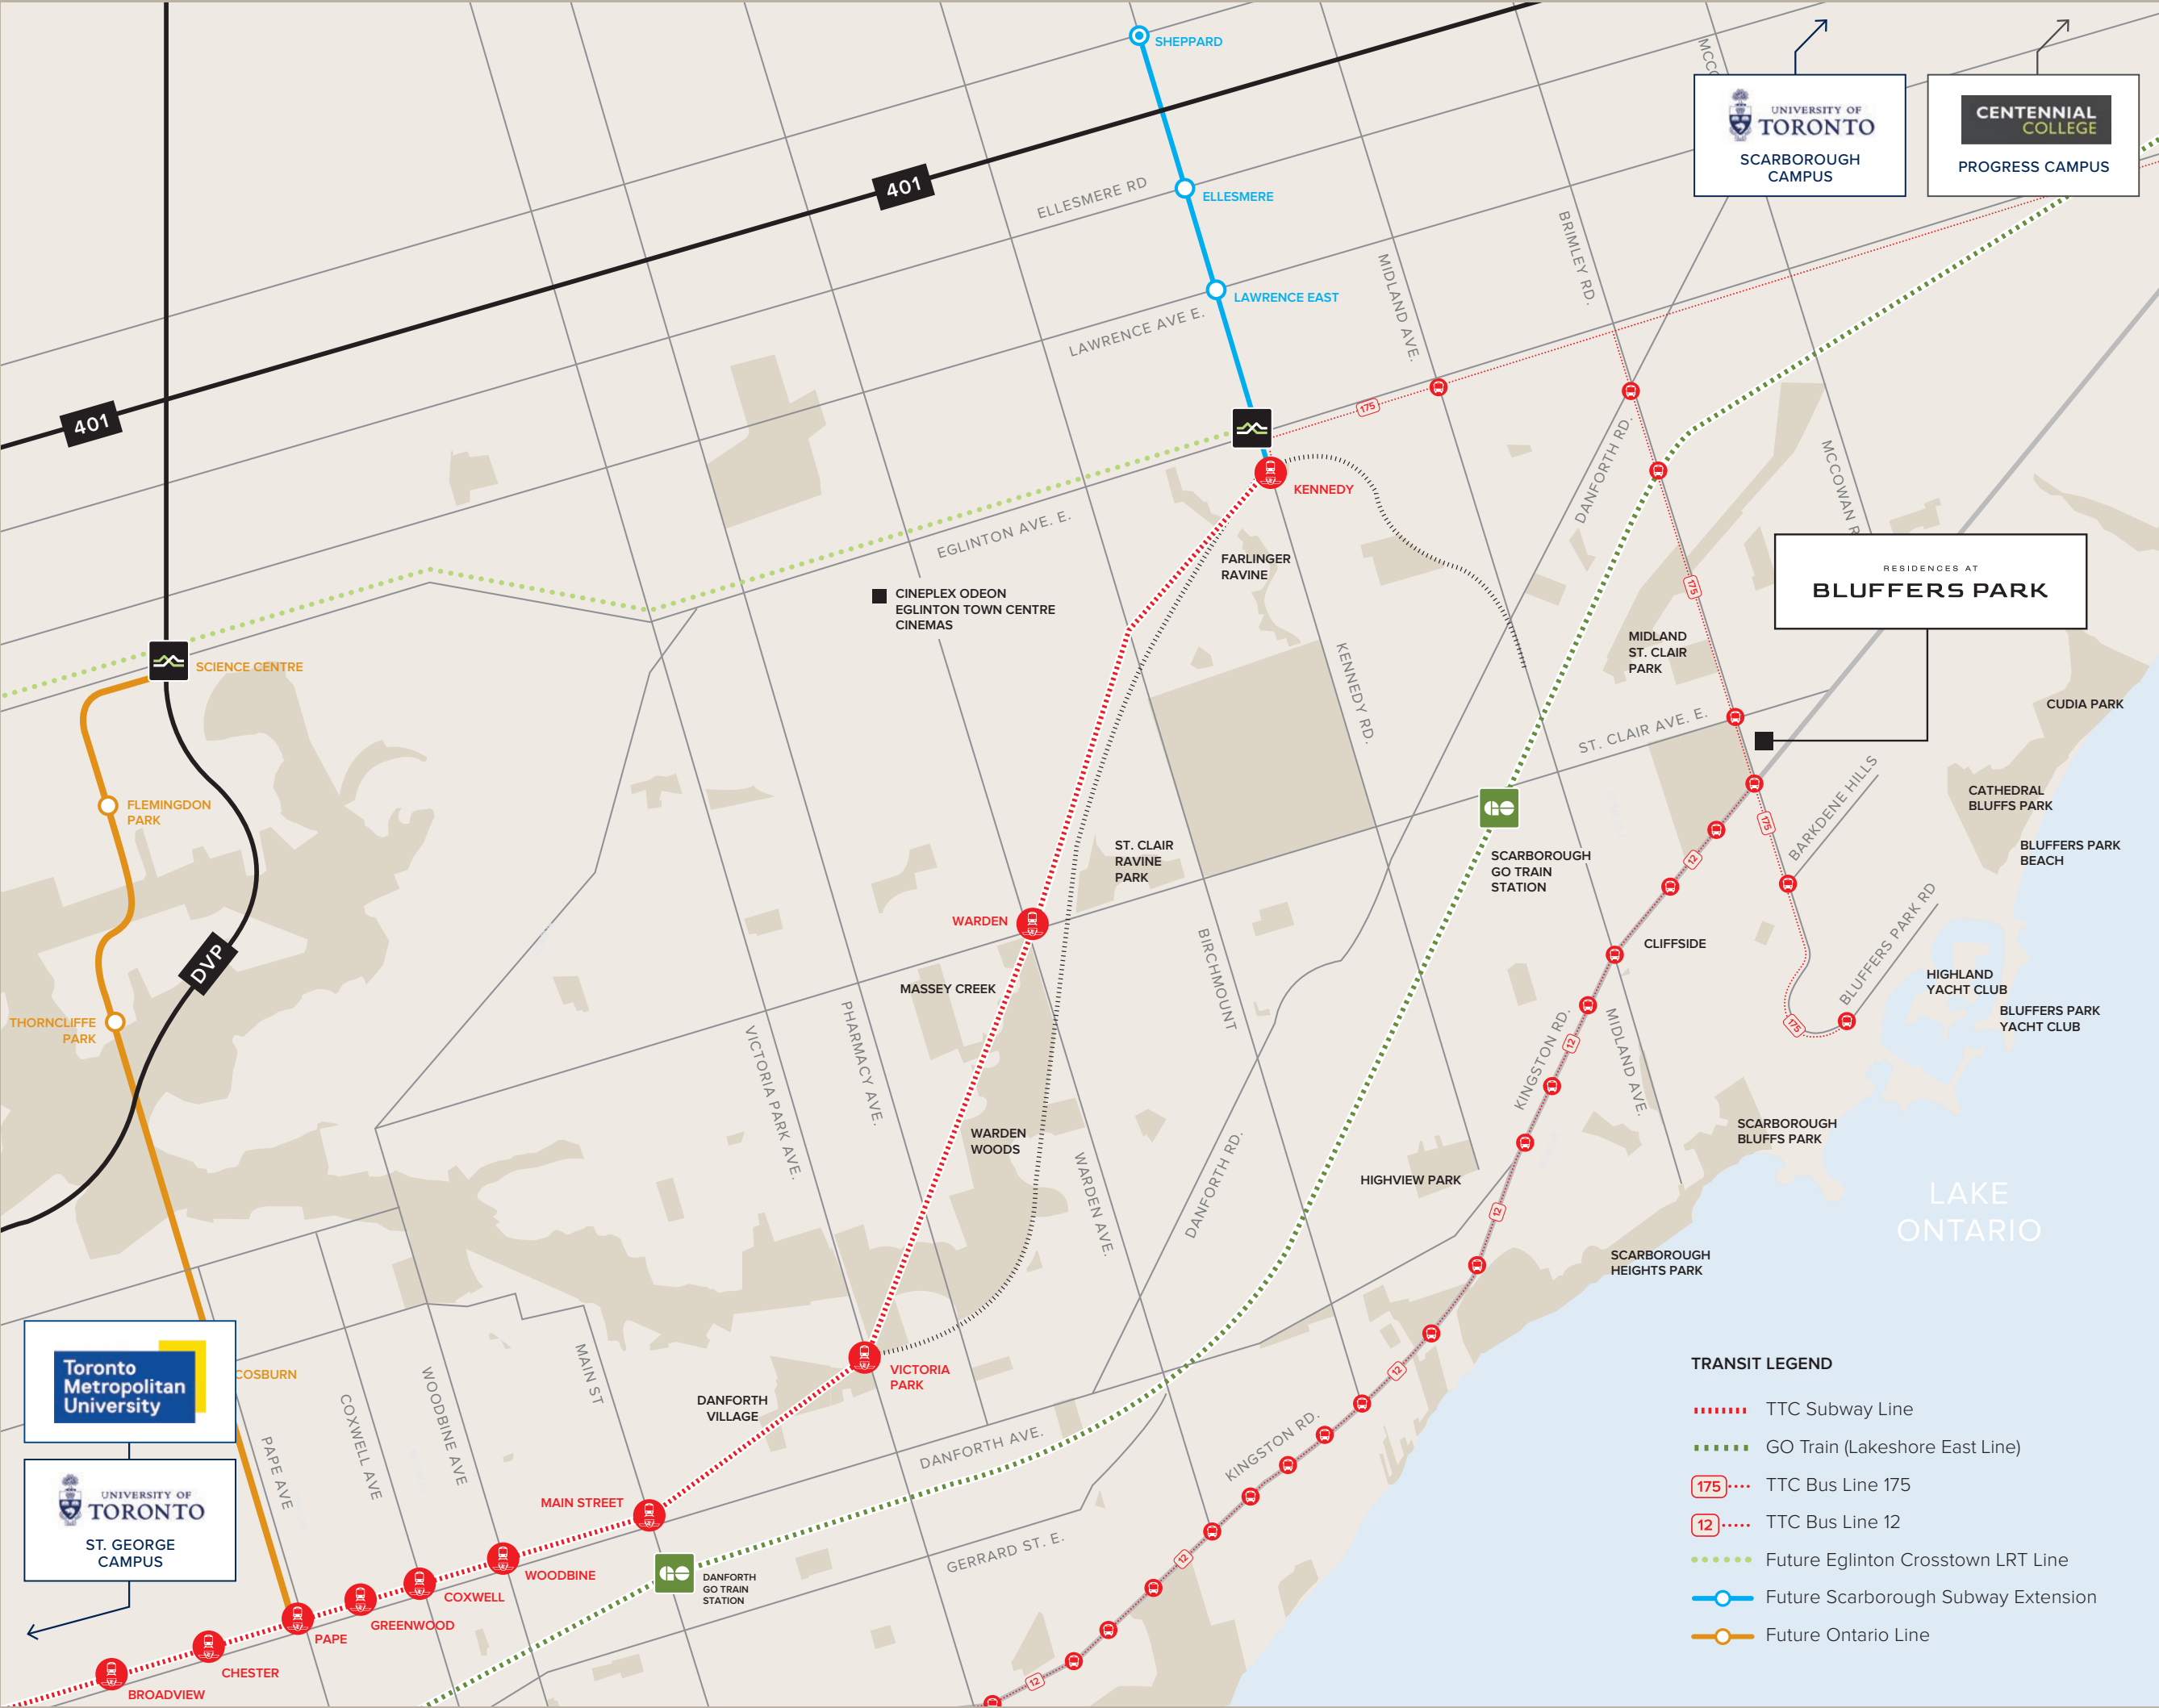 SHEPPARD
MCCO
UNIVERSITY OF
TORONTO
SCARBOROUGH
CAMPUS
CENTENNIAL
COLLEGE
PROGRESS CAMPUS
401
ELLESMERE RD
ELLESMERE
BRIMLEY RD.
MIDLAND AVE.
LAWRENCE EAST
LAWRENCE AVE E.
401
175
DANFORTH RD.
MCCOWAN R
KENNEDY
EGLINTON AVE. E.
FARLINGER
RAVINE
CINEPLEX ODEON
EGLINTON TOWN CENTRE
CINEMAS
175
RESIDENCES AT
BLUFFERS PARK
MIDLAND
ST. CLAIR
PARK
SCIENCE CENTRE
KENNEDY RD.
CUDIA PARK
ST. CLAIR AVE. E.
FLEMINGDON
PARK
CATHEDRAL
BLUFFS PARK
175
BARKDENE HILLS
BLUFFERS PARK
BEACH
ST. CLAIR
RAVINE
PARK
SCARBOROUGH
GO TRAIN
STATION
12
WARDEN
CLIFFSIDE
BLUFFERS PARK RD
DVP
BIRCHMOUNT
MASSEY CREEK
HIGHLAND
YACHT CLUB
BLUFFERS PARK
YACHT CLUB
THORNCLIFFE
PARK
175
VICTORIA PARK AVE.
PHARMACY AVE.
KINGSTON RD.
12
MIDLAND AVE.
WARDEN
WOODS
SCARBOROUGH
BLUFFS PARK
WARDEN AVE.
DANFORTH RD.
HIGHVIEW PARK
12
LAKE
ONTARIO
SCARBOROUGH
HEIGHTS PARK
Toronto
Metropolitan
University
COSBURN
MAIN ST
VICTORIA
PARK
DANFORTH
VILLAGE
12
COXWELL AVE
WOODBINE AVE
PAPE AVE
DANFORTH AVE.
KINGSTON RD.
UNIVERSITY OF
TORONTO
ST. GEORGE
CAMPUS
MAIN STREET
GERRARD ST. E.
12
WOODBINE
DANFORTH
GO TRAIN
STATION
COXWELL
GREENWOOD
PAPE
CHESTER
BROADVIEW
12
TRANSIT LEGEND
TTC Subway Line
GO Train (Lakeshore East Line)
175 TTC Bus Line 175
12 TTC Bus Line 12
Future Eglinton Crosstown LRT Line
Future Scarborough Subway Extension
Future Ontario Line